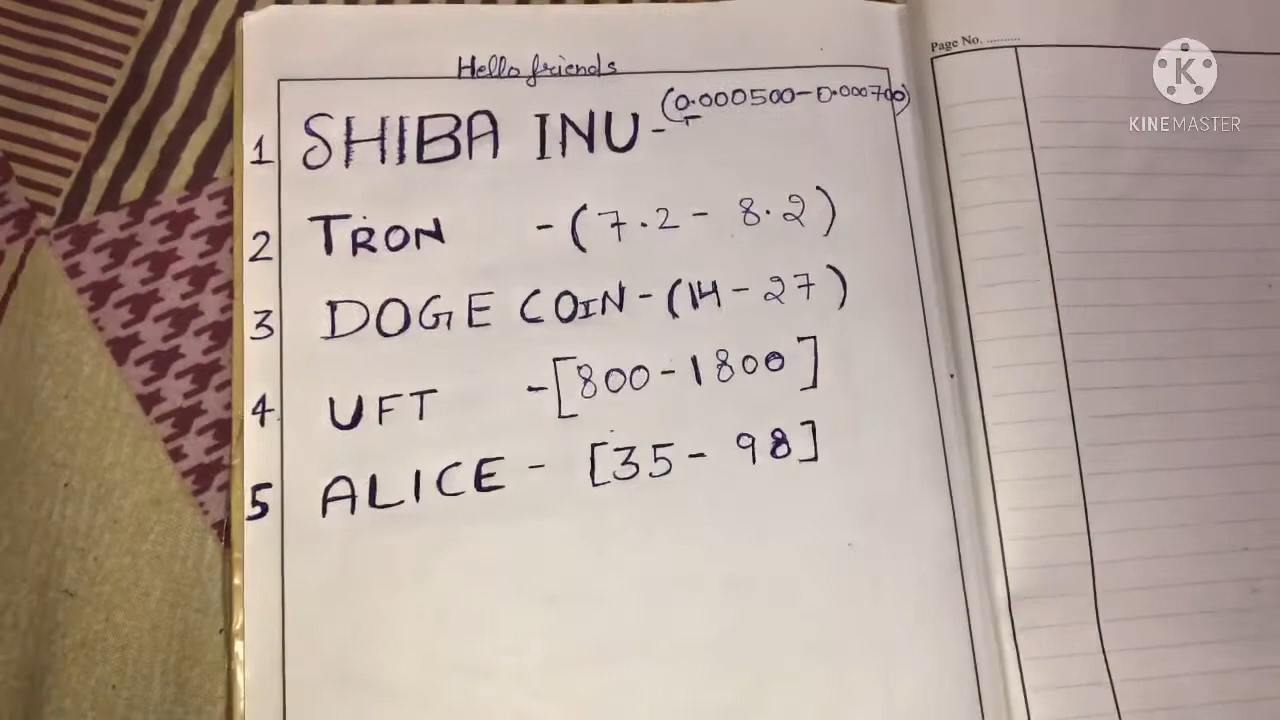 Hello friends
Page No. ..........
K
KINEMASTER
1 SHIBA INU - (0.000500-0.000700)
2 TRON - (7.2 - 8.2)
3 DOGE COIN - (14 - 27)
4. UFT - [800 - 1800]
5 ALICE - [35 - 98]